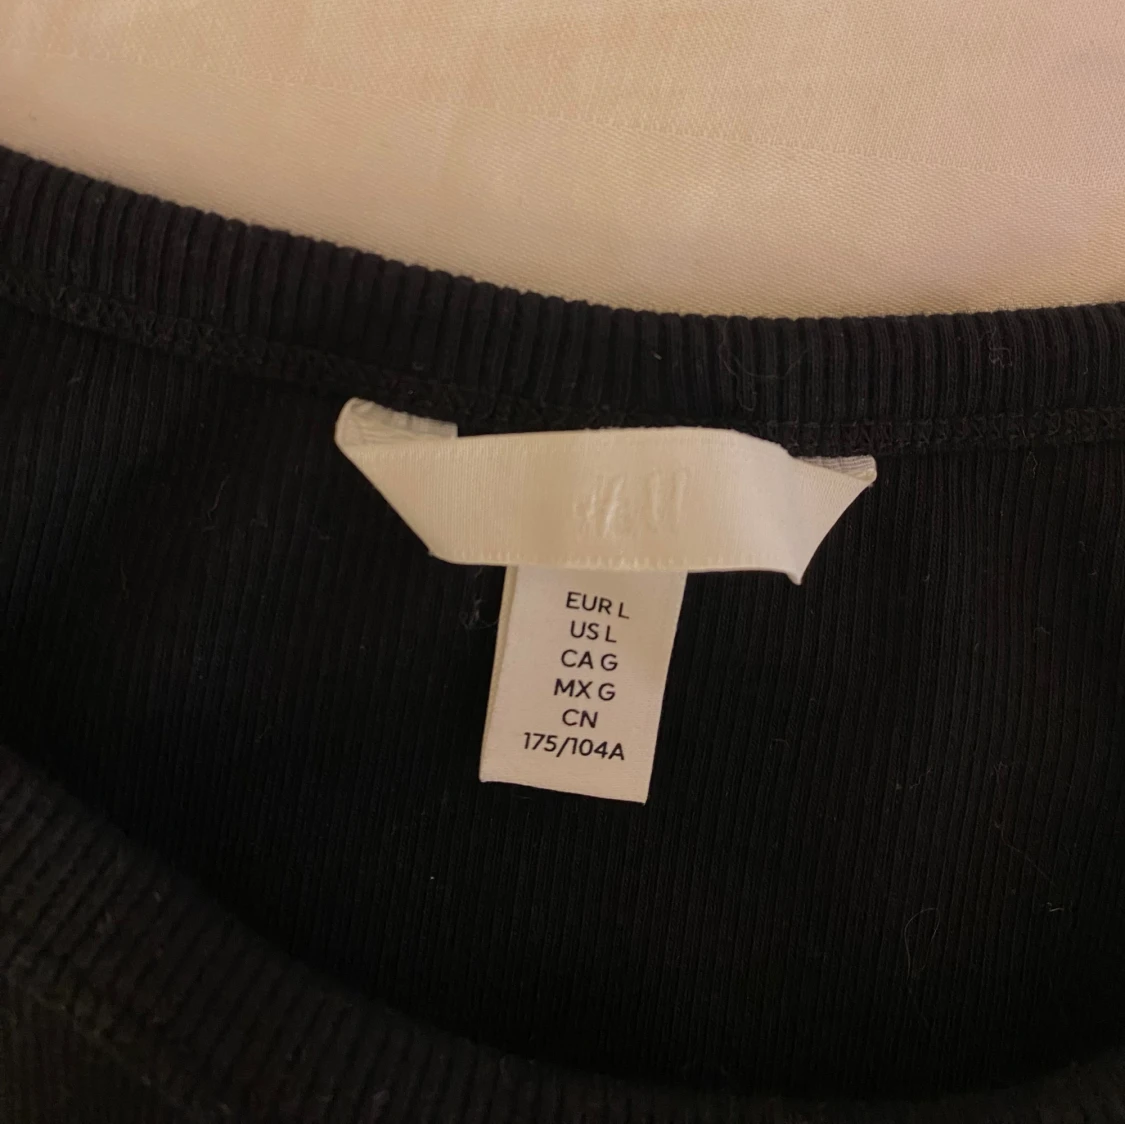 H&M
EUR L
US L
CA G
MX G
CN
175/104A